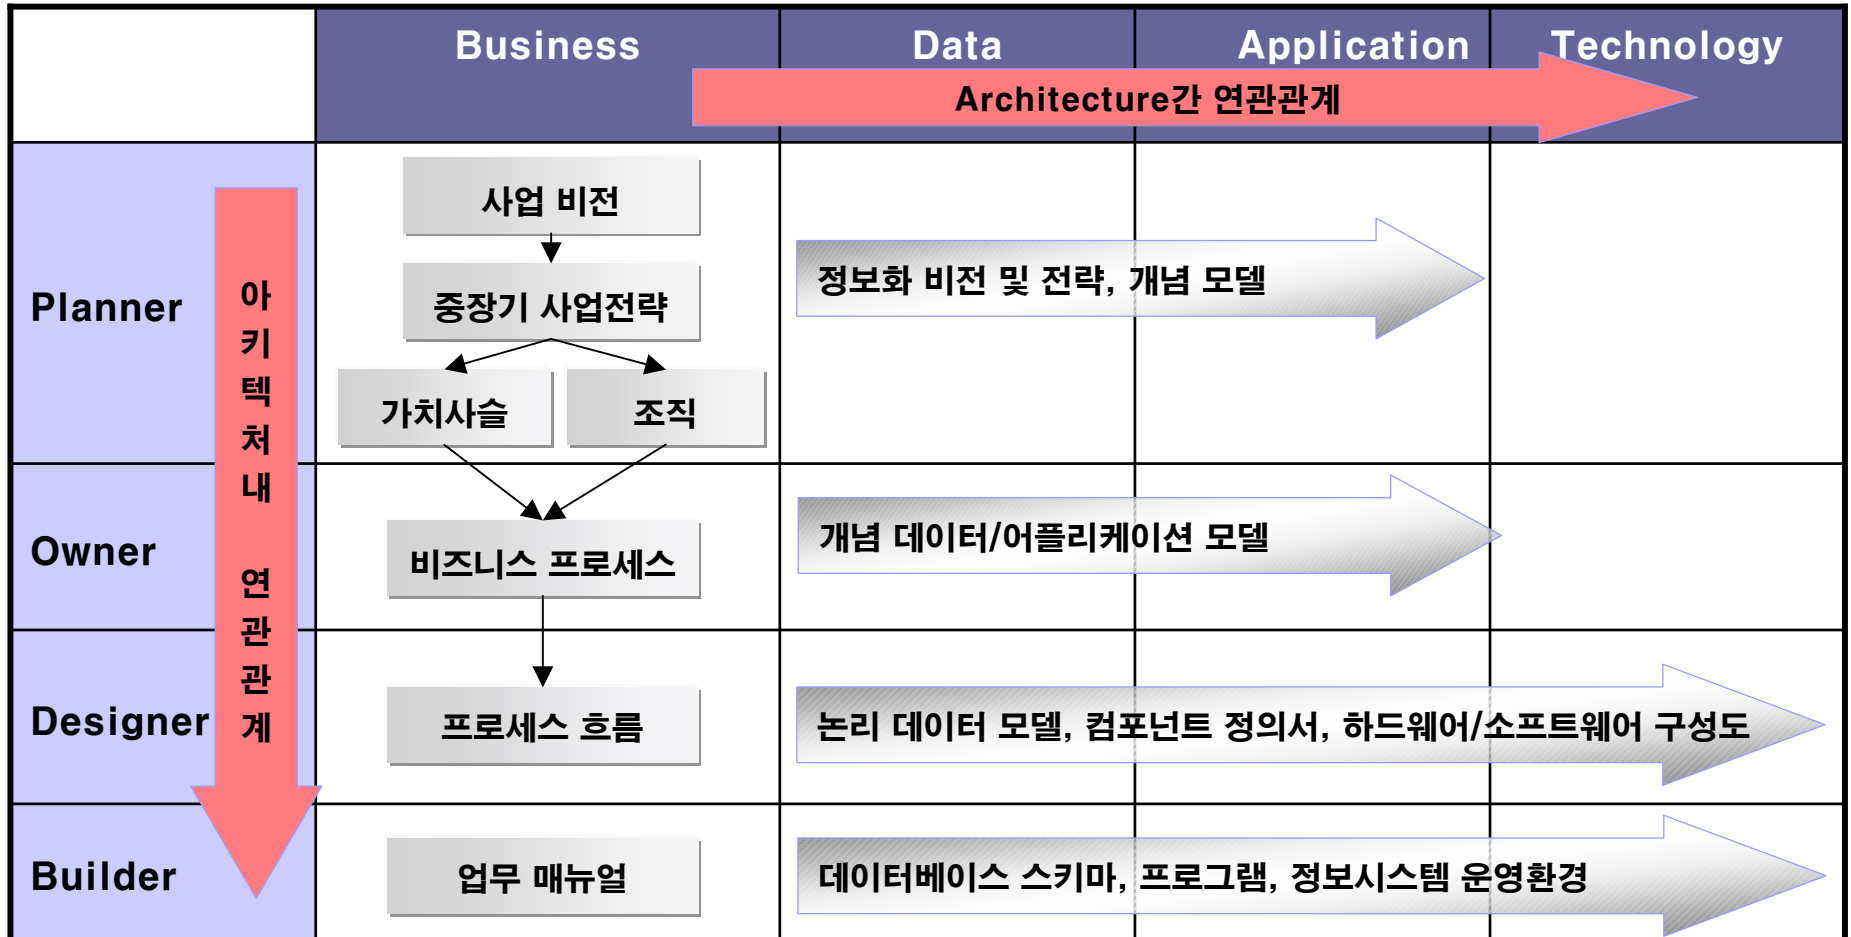 Business
Data
Application
Technology
Architecture간 연관관계
Planner
아키텍처내 연관관계
사업 비전
중장기 사업전략
가치사슬
조직
정보화 비전 및 전략, 개념 모델
Owner
비즈니스 프로세스
개념 데이터/어플리케이션 모델
Designer
프로세스 흐름
논리 데이터 모델, 컴포넌트 정의서, 하드웨어/소프트웨어 구성도
Builder
업무 매뉴얼
데이터베이스 스키마, 프로그램, 정보시스템 운영환경